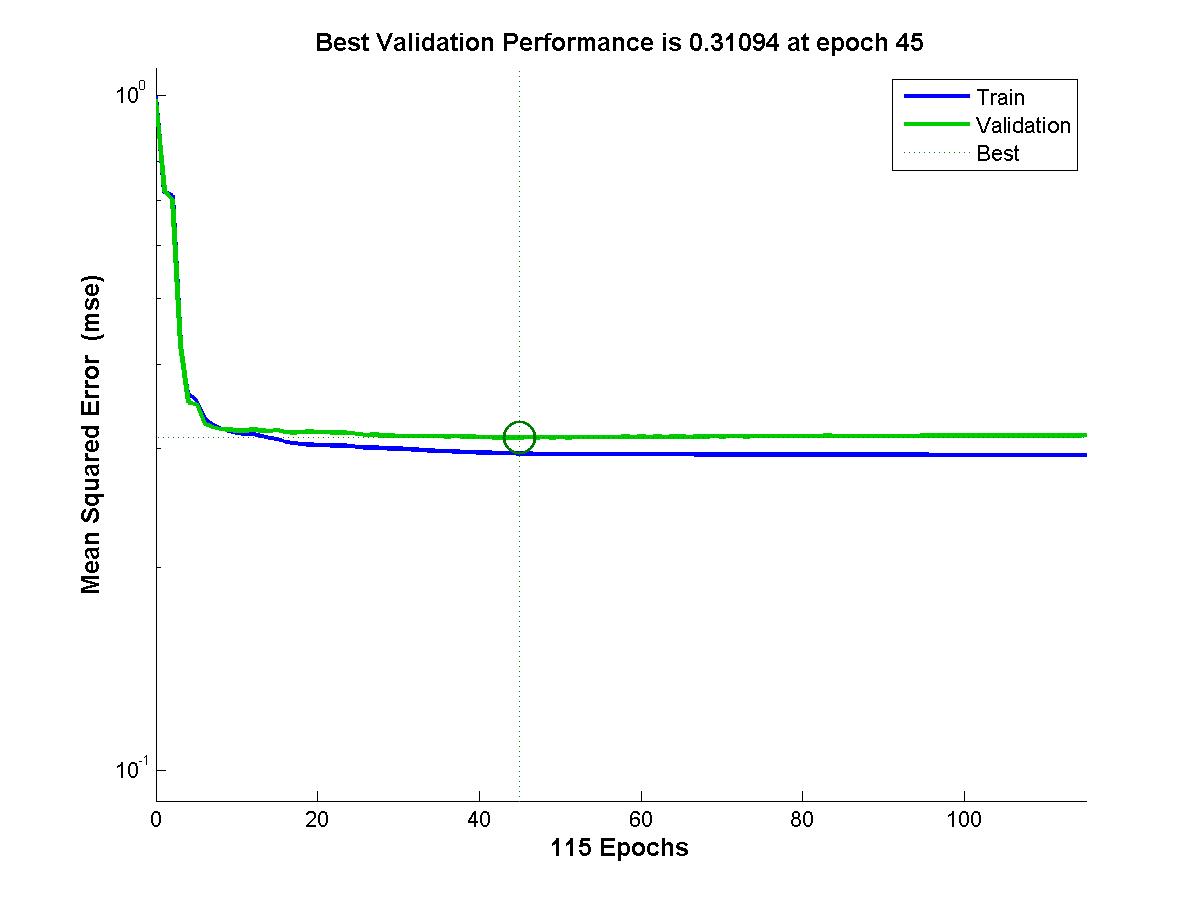 Best Validation Performance is 0.31094 at epoch 45
10^0
Train
Validation
Best
Mean Squared Error (mse)
10^-1
0 20 40 60 80 100
115 Epochs